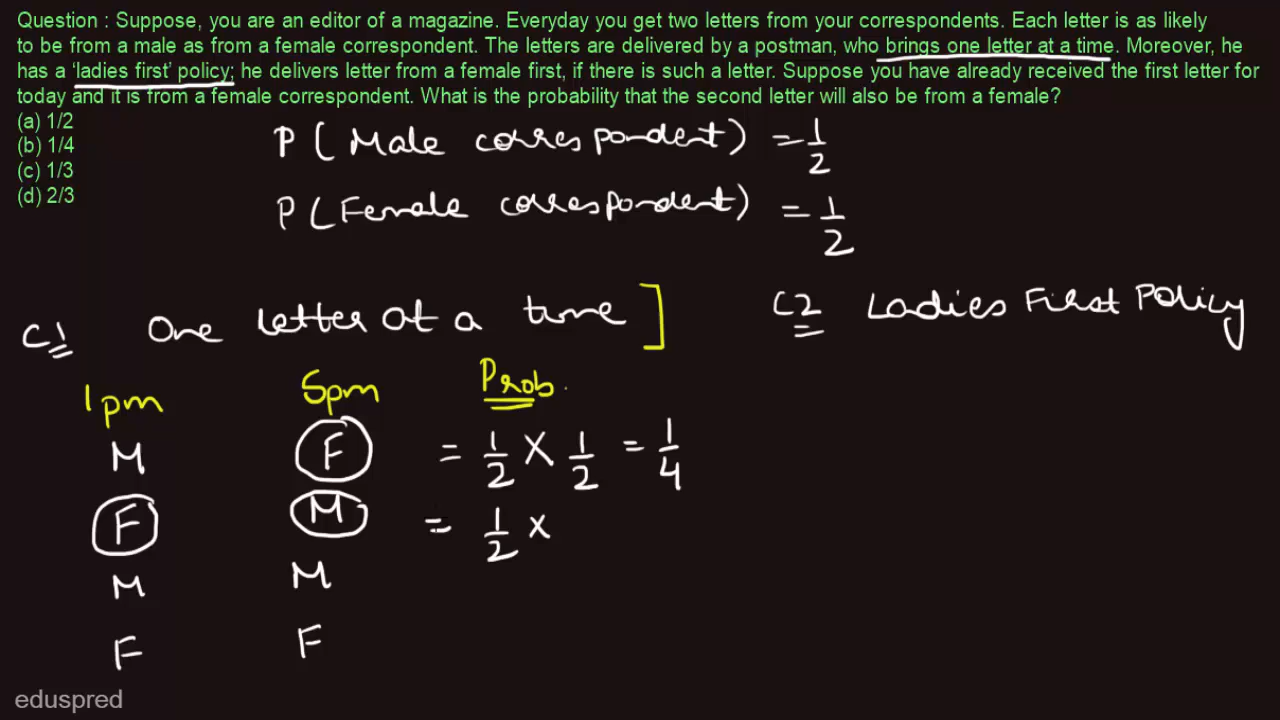 Question : Suppose, you are an editor of a magazine. Everyday you get two letters from your correspondents. Each letter is as likely
to be from a male as from a female correspondent. The letters are delivered by a postman, who brings one letter at a time. Moreover, he
has a 'ladies first' policy; he delivers letter from a female first, if there is such a letter. Suppose you have already received the first letter for
today and it is from a female correspondent. What is the probability that the second letter will also be from a female?
(a) 1/2
(b) 1/4
(c) 1/3
(d) 2/3
P ( Male correspondent) = 1/2
P ( Female correspondent) = 1/2
C1 One letter at a time ] C2 Ladies First Policy
1pm 5pm Prob.
M F = 1/2 X 1/2 = 1/4
F M = 1/2 x
M M
F F
eduspred